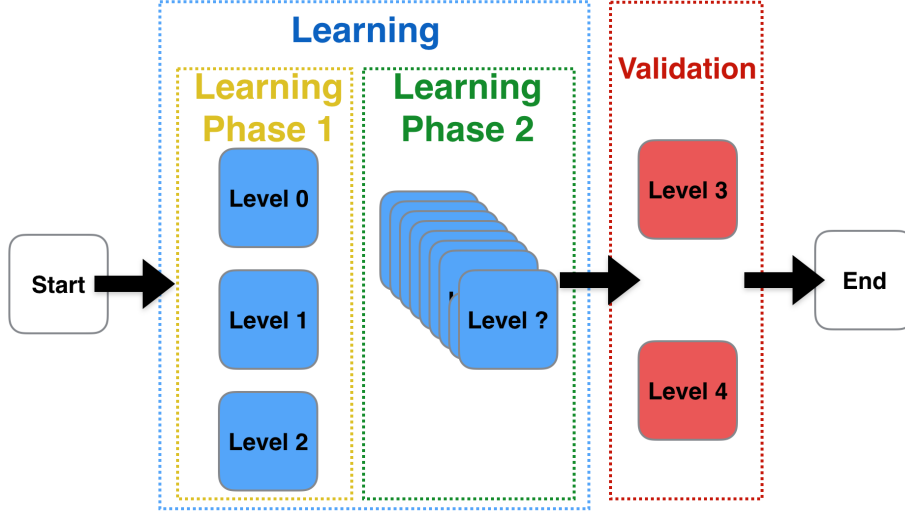 Learning
Validation
Learning
Phase 1
Learning
Phase 2
Level 0
Level 1
Level 2
Level ?
Level 3
Level 4
Start
End